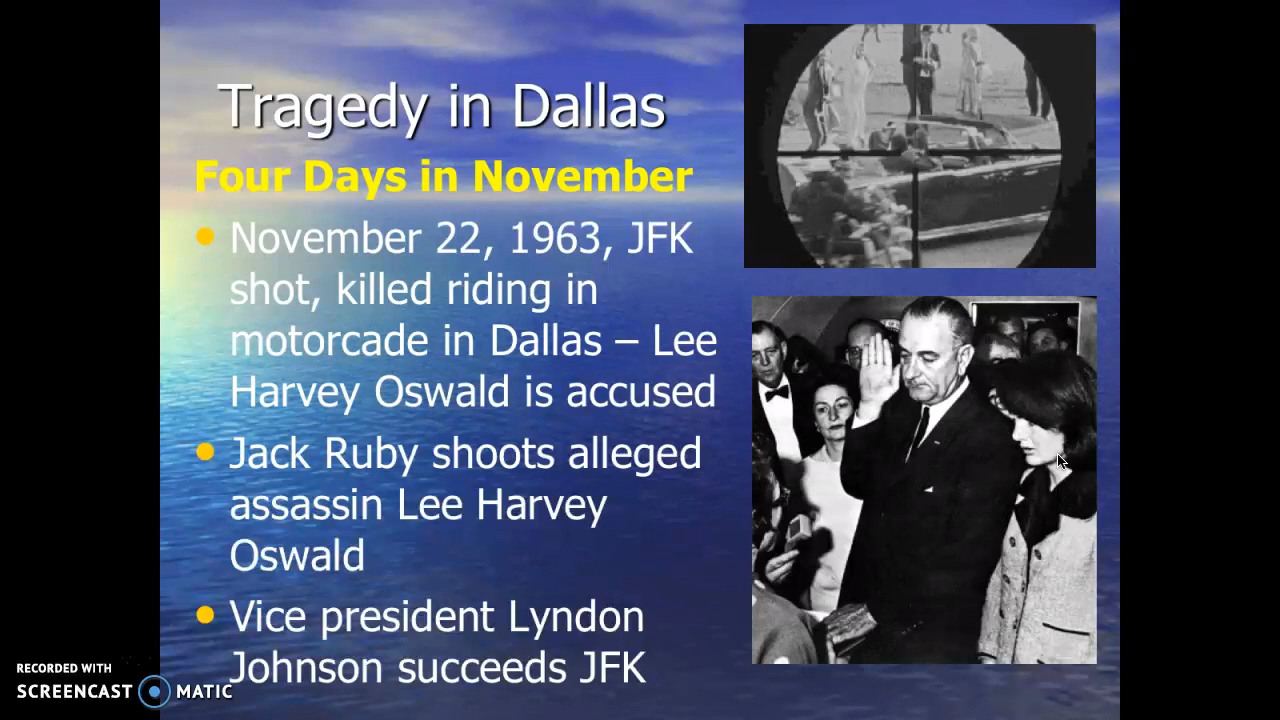 Tragedy in Dallas
Four Days in November
November 22, 1963, JFK
shot, killed riding in
motorcade in Dallas – Lee
Harvey Oswald is accused
Jack Ruby shoots alleged
assassin Lee Harvey
Oswald
Vice president Lyndon
Johnson succeeds JFK
RECORDED WITH
SCREENCAST MATIC